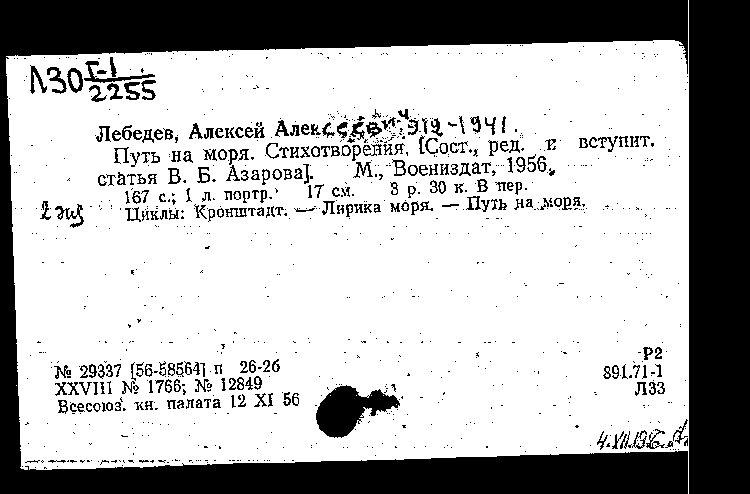 Л30 Г-1
2255
Лебедев, Алексей Алексеевич 1912-1941.
Путь на моря. Стихотворения. [Сост., ред. и вступит.
статья В. Б. Азарова]. М., Воениздат, 1956.
167 с.; 1 л. портр. 17 см. 3 р. 30 к. В пер.
2 экз Циклы: Кронштадт. — Лирика моря. — Путь на моря.
Р2
№ 29337 [56-58564] п 26-26 891.71-1
XXVIII № 1766; № 12849 Л33
Всесоюз. кн. палата 12 XI 56